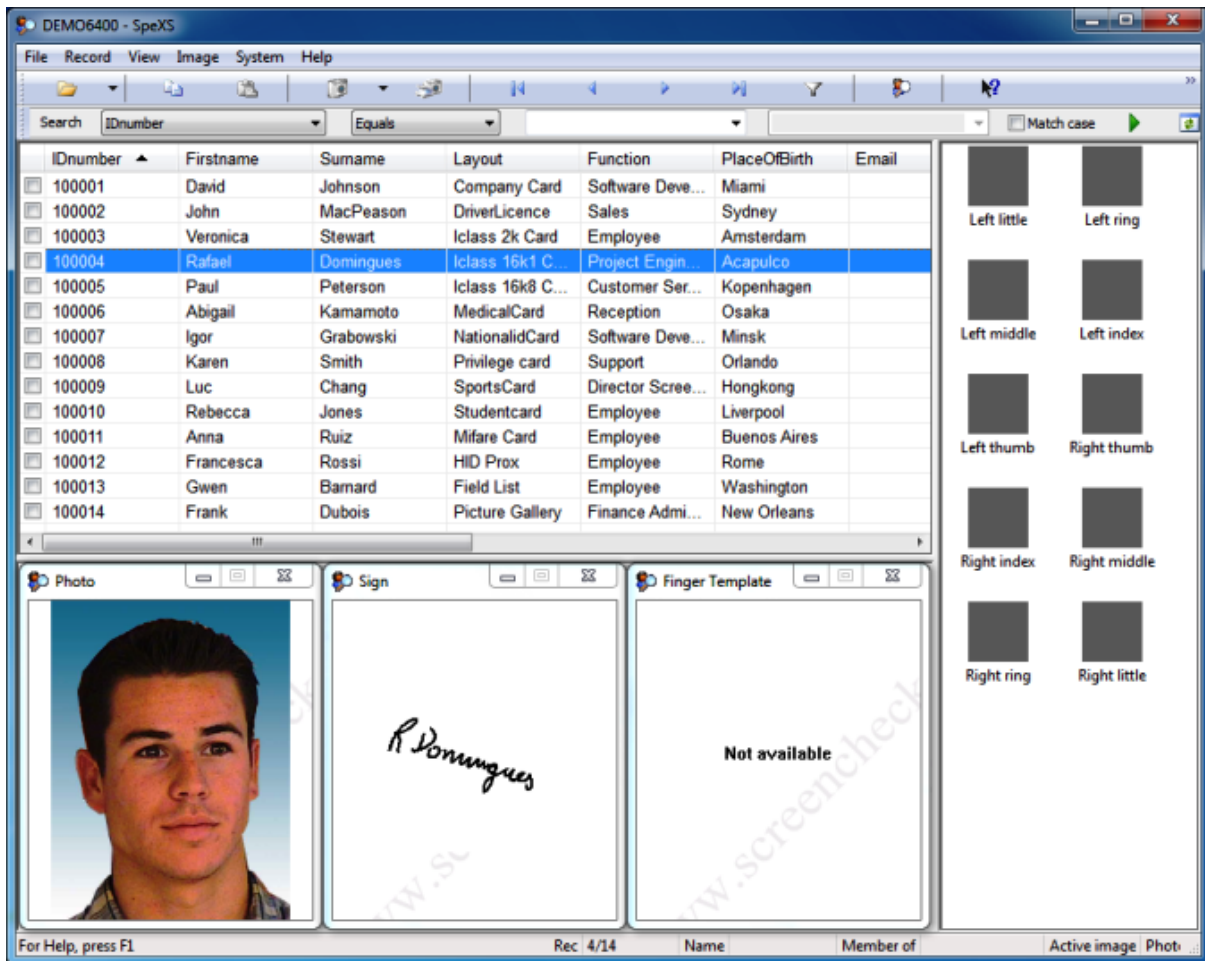 DEMO6400 - SpeXS
File Record View Image System Help
Search IDnumber Equals Match case
IDnumber Firstname Surname Layout Function PlaceOfBirth Email
100001 David Johnson Company Card Software Deve... Miami
100002 John MacPeason DriverLicence Sales Sydney
100003 Veronica Stewart Iclass 2k Card Employee Amsterdam
100004 Rafael Domingues Iclass 16k1 C... Project Engin... Acapulco
100005 Paul Peterson Iclass 16k8 C... Customer Ser... Kopenhagen
100006 Abigail Kamamoto MedicalCard Reception Osaka
100007 Igor Grabowski NationalidCard Software Deve... Minsk
100008 Karen Smith Privilege card Support Orlando
100009 Luc Chang SportsCard Director Scree... Hongkong
100010 Rebecca Jones Studentcard Employee Liverpool
100011 Anna Ruiz Mifare Card Employee Buenos Aires
100012 Francesca Rossi HID Prox Employee Rome
100013 Gwen Barnard Field List Employee Washington
100014 Frank Dubois Picture Gallery Finance Admi... New Orleans
Left little Left ring
Left middle Left index
Left thumb Right thumb
Right index Right middle
Right ring Right little
Photo
Sign
Finger Template
R Domingues
Not available
www.screencheck
For Help, press F1 Rec 4/14 Name Member of Active image Phot